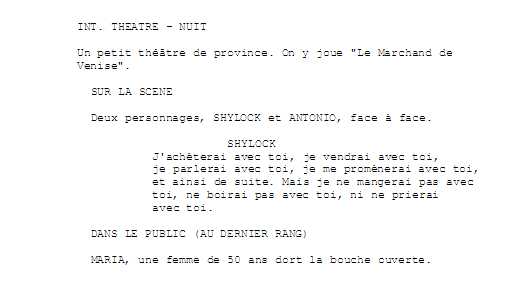 INT. THEATRE – NUIT
Un petit théâtre de province. On y joue "Le Marchand de
Venise".
SUR LA SCENE
Deux personnages, SHYLOCK et ANTONIO, face à face.
SHYLOCK
J'achèterai avec toi, je vendrai avec toi,
je parlerai avec toi, je me promènerai avec toi,
et ainsi de suite. Mais je ne mangerai pas avec
toi, ne boirai pas avec toi, ni ne prierai
avec toi.
DANS LE PUBLIC (AU DERNIER RANG)
MARIA, une femme de 50 ans dort la bouche ouverte.